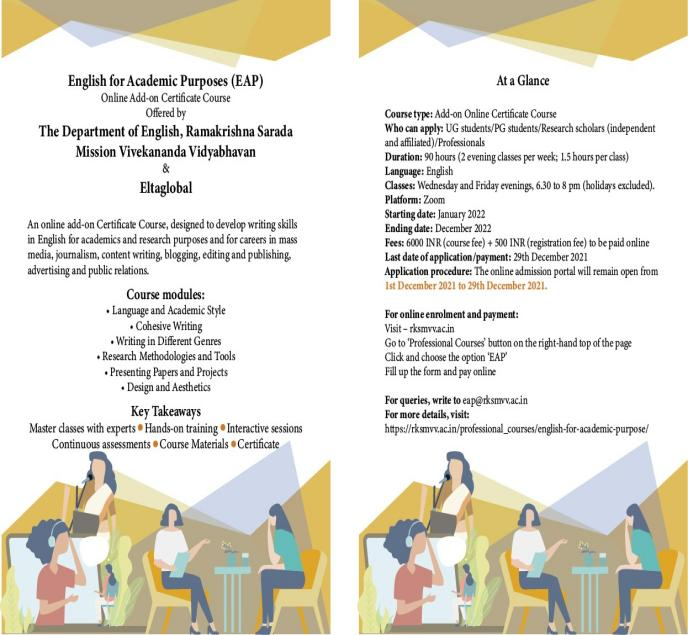 English for Academic Purposes (EAP)
Online Add-on Certificate Course
Offered by
The Department of English, Ramakrishna Sarada
Mission Vivekananda Vidyabhavan
&
Eltaglobal
An online add-on Certificate Course, designed to develop writing skills
in English for academics and research purposes and for careers in mass
media, journalism, content writing, blogging, editing and publishing,
advertising and public relations.
Course modules:
• Language and Academic Style
• Cohesive Writing
• Writing in Different Genres
• Research Methodologies and Tools
• Presenting Papers and Projects
• Design and Aesthetics
Key Takeaways
Master classes with experts • Hands-on training • Interactive sessions
Continuous assessments • Course Materials • Certificate
At a Glance
Course type: Add-on Online Certificate Course
Who can apply: UG students/PG students/Research scholars (independent
and affiliated)/Professionals
Duration: 90 hours (2 evening classes per week; 1.5 hours per class)
Language: English
Classes: Wednesday and Friday evenings, 6.30 to 8 pm (holidays excluded).
Platform: Zoom
Starting date: January 2022
Ending date: December 2022
Fees: 6000 INR (course fee) + 500 INR (registration fee) to be paid online
Last date of application/payment: 29th December 2021
Application procedure: The online admission portal will remain open from
1st December 2021 to 29th December 2021.
For online enrolment and payment:
Visit – rksmvv.ac.in
Go to 'Professional Courses' button on the right-hand top of the page
Click and choose the option 'EAP'
Fill up the form and pay online
For queries, write to eap@rksmvv.ac.in
For more details, visit:
https://rksmvv.ac.in/professional_courses/english-for-academic-purpose/